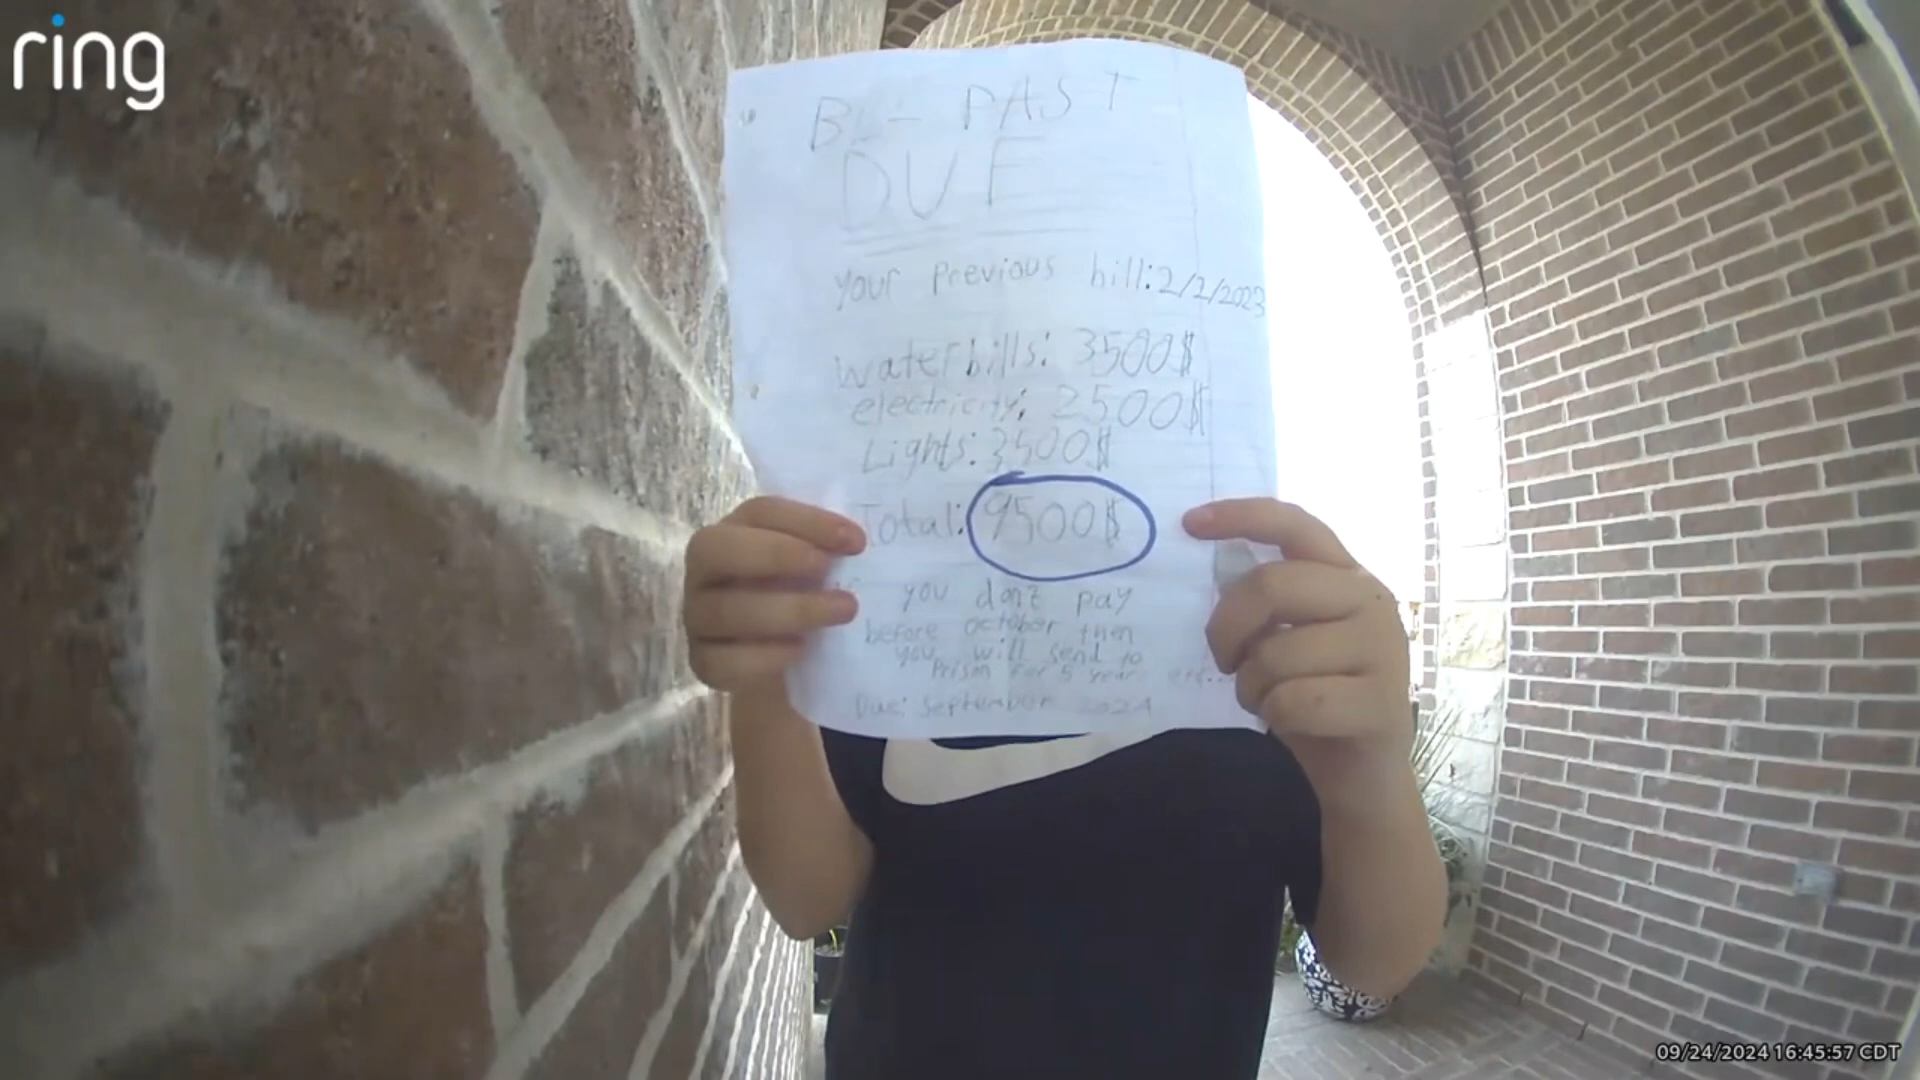 ring
PAST
DUE
your previous bill: 2/2/2023
waterbills: 3500$
electricity: 2500$
Lights: 3500$
Total: 9500$
you don't pay
before october then
you will send to
Prison for 5 years etc...
Due: September 2024
09/24/2024 16:45:57 CDT